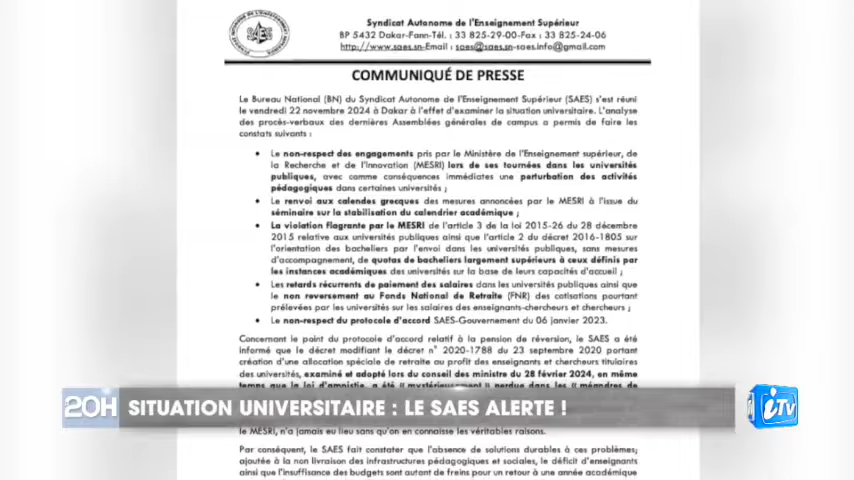 SAES
Syndicat Autonome de l'Enseignement Supérieur
BP 5432 Dakar-Fann-Tél. : 33 825-29-00-Fax : 33 825-24-06
http://www.saes.sn-Email : saes@saes.sn-saes.info@gmail.com
COMMUNIQUÉ DE PRESSE
Le Bureau National (BN) du Syndicat Autonome de l'Enseignement Supérieur (SAES) s'est réuni
le vendredi 22 novembre 2024 à Dakar à l'effet d'examiner la situation universitaire. L'analyse
des procès-verbaux des dernières Assemblées générales de campus a permis de faire les
constats suivants :
• Le non-respect des engagements pris par le Ministère de l'Enseignement supérieur, de
la Recherche et de l'Innovation (MESRI) lors de ses tournées dans les universités
publiques, avec comme conséquences immédiates une perturbation des activités
pédagogiques dans certaines universités ;
• Le renvoi aux calendes grecques des mesures annoncées par le MESRI à l'issue du
séminaire sur la stabilisation du calendrier académique ;
• La violation flagrante par le MESRI de l'article 3 de la loi 2015-26 du 28 décembre
2015 relative aux universités publiques ainsi que l'article 2 du décret 2016-1805 sur
l'orientation des bacheliers par l'envoi dans les universités publiques, sans mesures
d'accompagnement, de quotas de bacheliers largement supérieurs à ceux définis par
les instances académiques des universités sur la base de leurs capacités d'accueil ;
• Les retards récurrents de paiement des salaires dans les universités publiques ainsi que
le non reversement au Fonds National de Retraite (FNR) des cotisations pourtant
prélevées par les universités sur les salaires des enseignants-chercheurs et chercheurs ;
• Le non-respect du protocole d'accord SAES-Gouvernement du 06 janvier 2023.
Concernant le point du protocole d'accord relatif à la pension de réversion, le SAES a été
informé que le décret modifiant le décret n° 2020-1788 du 23 septembre 2020 portant
création d'une allocation spéciale de retraite au profit des enseignants et chercheurs titulaires
des universités, examiné et adopté lors du conseil des ministre du 28 février 2024, en même
temps que la loi d'amnistie, a été « mystérieusement » perdue dans les « méandres de
20H SITUATION UNIVERSITAIRE : LE SAES ALERTE !
iTv
le MESRI, n'a jamais eu lieu sans qu'on en connaisse les véritables raisons.
Par conséquent, le SAES fait constater que l'absence de solutions durables à ces problèmes,
ajoutée à la non livraison des infrastructures pédagogiques et sociales, le déficit d'enseignants
ainsi que l'insuffisance des budgets sont autant de freins pour un retour à une année académique